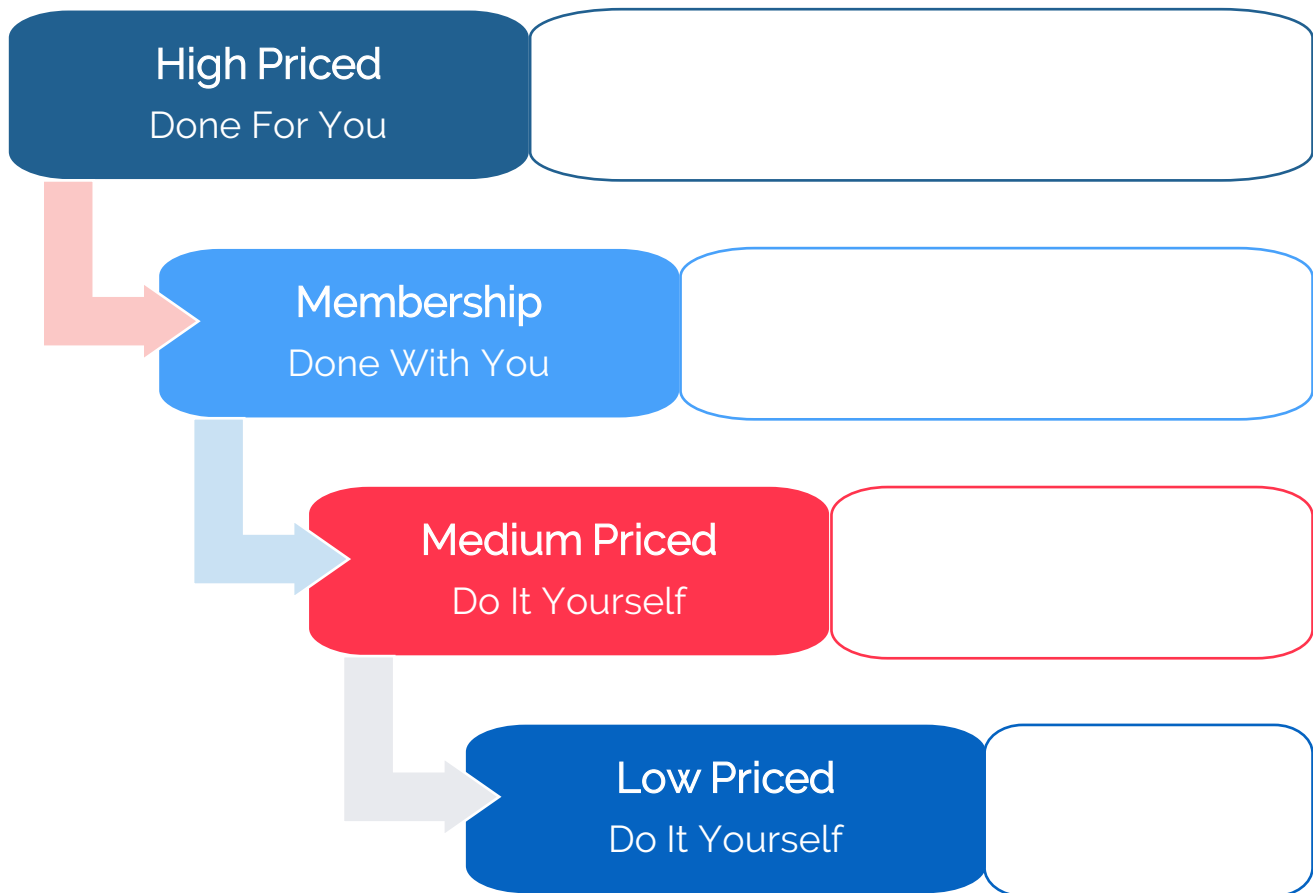 High Priced
Done For You
Membership
Done With You
Medium Priced
Do It Yourself
Low Priced
Do It Yourself